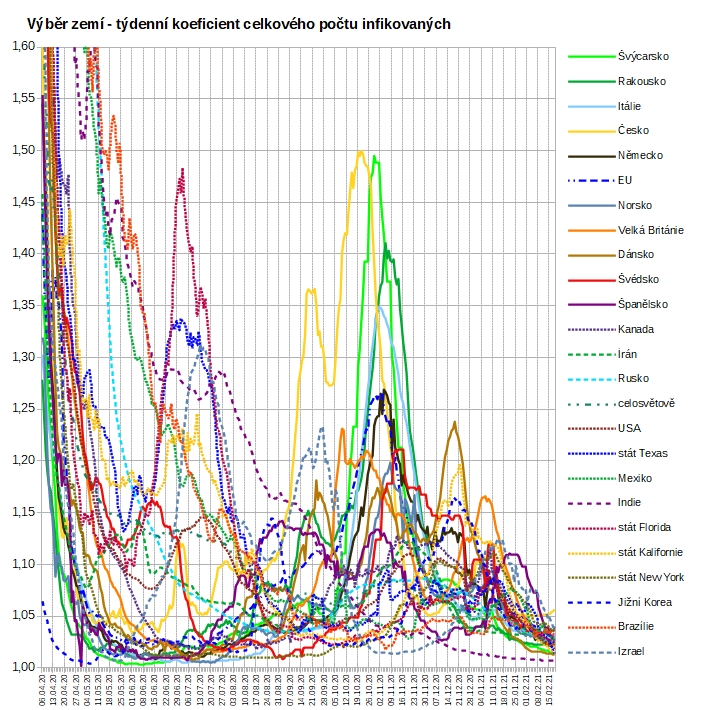 Výběr zemí - týdenní koeficient celkového počtu infikovaných
1,60
1,55
1,50
1,45
1,40
1,35
1,30
1,25
1,20
1,15
1,10
1,05
1,00
06.04.20
13.04.20
20.04.20
27.04.20
04.05.20
11.05.20
18.05.20
25.05.20
01.06.20
08.06.20
15.06.20
22.06.20
29.06.20
06.07.20
13.07.20
20.07.20
27.07.20
03.08.20
10.08.20
17.08.20
24.08.20
31.08.20
07.09.20
14.09.20
21.09.20
28.09.20
05.10.20
12.10.20
19.10.20
26.10.20
02.11.20
09.11.20
16.11.20
23.11.20
30.11.20
07.12.20
14.12.20
21.12.20
28.12.20
04.01.21
11.01.21
18.01.21
25.01.21
01.02.21
08.02.21
15.02.21
Švýcarsko
Rakousko
Itálie
Česko
Německo
EU
Norsko
Velká Británie
Dánsko
Švédsko
Španělsko
Kanada
Írán
Rusko
celosvětově
USA
stát Texas
Mexiko
Indie
stát Florida
stát Kalifornie
stát New York
Jižní Korea
Brazílie
Izrael